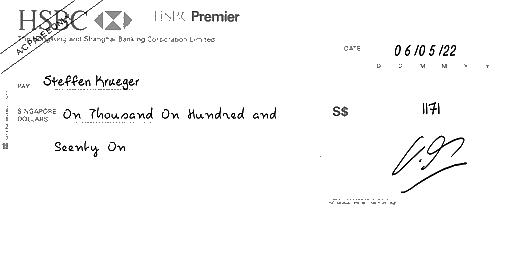 HSBC HSBC Premier
The Hongkong and Shanghai Banking Corporation Limited
A/C PAYEE ONLY
DATE 06/05/22
D D M M Y Y
PAY Steffen Krueger
SINGAPORE DOLLARS On Thousand On Hundred and
S$ 1171
Seenty On